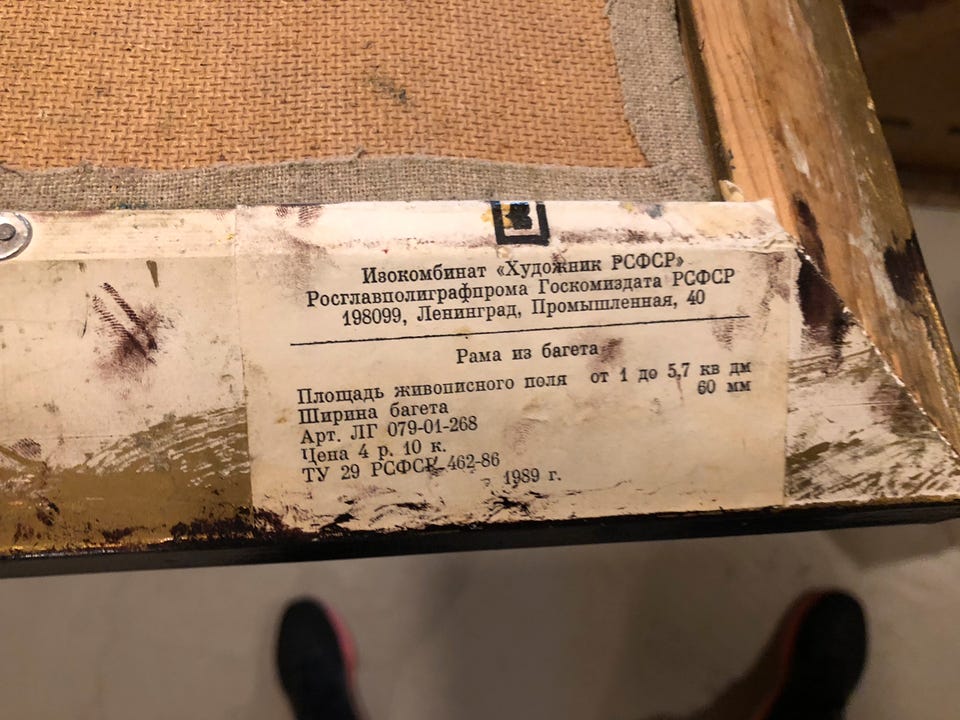 Изокомбинат «Художник РСФСР»
Росглавполиграфпрома Госкомиздата РСФСР
198099, Ленинград, Промышленная, 40
Рама из багета
Площадь живописного поля от 1 до 5,7 кв дм
Ширина багета 60 мм
Арт. ЛГ 079-01-268
Цена 4 р. 10 к.
ТУ 29 РСФСР-462-86
1989 г.